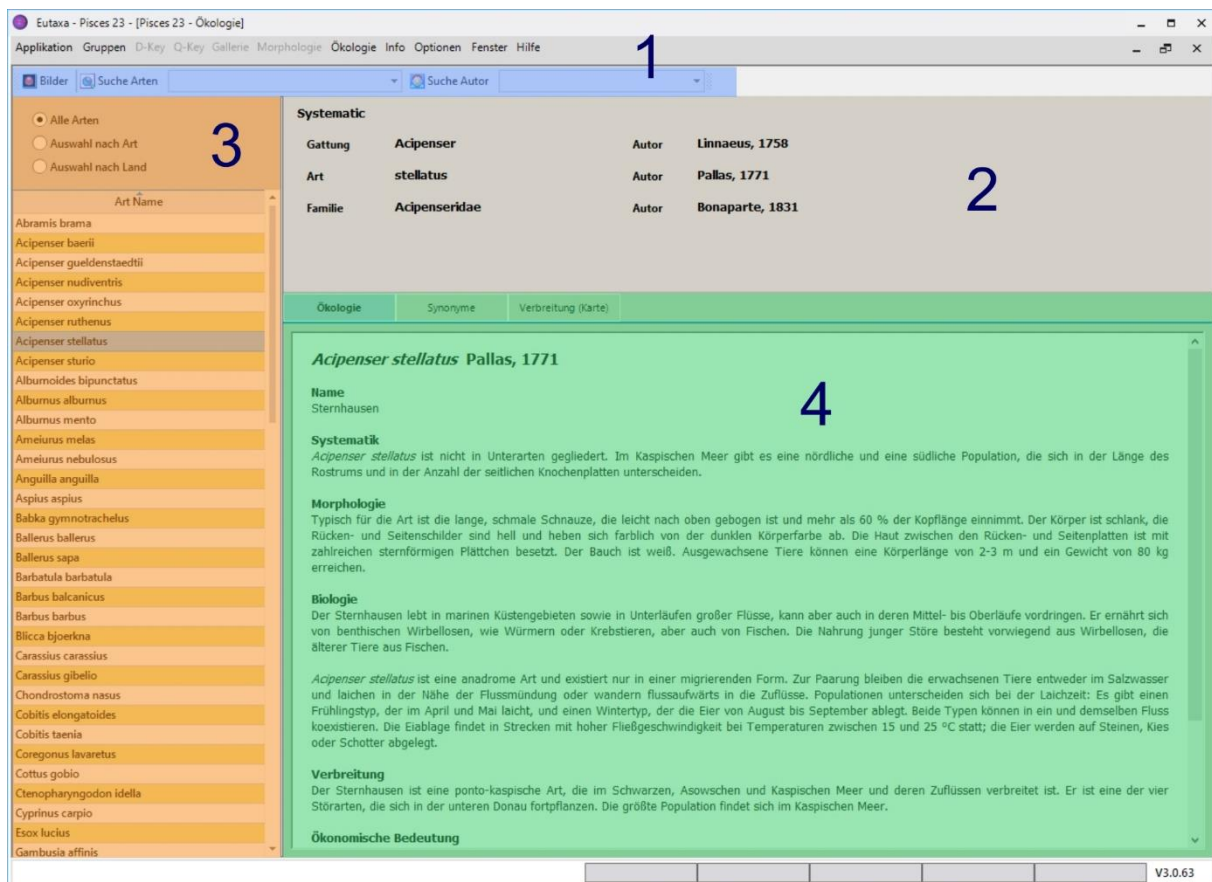 Eutaxa - Pisces 23 - [Pisces 23 - Ökologie]
Applikation Gruppen D-Key Q-Key Gallerie Morphologie Ökologie Info Optionen Fenster Hilfe
1
Bilder Suche Arten Suche Autor
Alle Arten
Auswahl nach Art
Auswahl nach Land
3
Art Name
Abramis brama
Acipenser baerii
Acipenser gueldenstaedtii
Acipenser nudiventris
Acipenser oxyrinchus
Acipenser ruthenus
Acipenser stellatus
Acipenser sturio
Alburnoides bipunctatus
Alburnus alburnus
Alburnus mento
Ameiurus melas
Ameiurus nebulosus
Anguilla anguilla
Aspius aspius
Babka gymnotrachelus
Ballerus ballerus
Ballerus sapa
Barbatula barbatula
Barbus balcanicus
Barbus barbus
Blicca bjoerkna
Carassius carassius
Carassius gibelio
Chondrostoma nasus
Cobitis elongatoides
Cobitis taenia
Coregonus lavaretus
Cottus gobio
Ctenopharyngodon idella
Cyprinus carpio
Esox lucius
Gambusia affinis
Systematic
Gattung Acipenser Autor Linnaeus, 1758
Art stellatus Autor Pallas, 1771
Familie Acipenseridae Autor Bonaparte, 1831
2
Ökologie Synonyme Verbreitung (Karte)
Acipenser stellatus Pallas, 1771
4
Name
Sternhausen
Systematik
Acipenser stellatus ist nicht in Unterarten gegliedert. Im Kaspischen Meer gibt es eine nördliche und eine südliche Population, die sich in der Länge des
Rostrums und in der Anzahl der seitlichen Knochenplatten unterscheiden.
Morphologie
Typisch für die Art ist die lange, schmale Schnauze, die leicht nach oben gebogen ist und mehr als 60 % der Kopflänge einnimmt. Der Körper ist schlank, die
Rücken- und Seitenschilder sind hell und heben sich farblich von der dunklen Körperfarbe ab. Die Haut zwischen den Rücken- und Seitenplatten ist mit
zahlreichen sternförmigen Plättchen besetzt. Der Bauch ist weiß. Ausgewachsene Tiere können eine Körperlänge von 2-3 m und ein Gewicht von 80 kg
erreichen.
Biologie
Der Sternhausen lebt in marinen Küstengebieten sowie in Unterläufen großer Flüsse, kann aber auch in deren Mittel- bis Oberläufe vordringen. Er ernährt sich
von benthischen Wirbellosen, wie Würmern oder Krebstieren, aber auch von Fischen. Die Nahrung junger Störe besteht vorwiegend aus Wirbellosen, die
älterer Tiere aus Fischen.
Acipenser stellatus ist eine anadrome Art und existiert nur in einer migrierenden Form. Zur Paarung bleiben die erwachsenen Tiere entweder im Salzwasser
und laichen in der Nähe der Flussmündung oder wandern flussaufwärts in die Zuflüsse. Populationen unterscheiden sich bei der Laichzeit: Es gibt einen
Frühlingstyp, der im April und Mai laicht, und einen Wintertyp, der die Eier von August bis September ablegt. Beide Typen können in ein und demselben Fluss
koexistieren. Die Eiablage findet in Strecken mit hoher Fließgeschwindigkeit bei Temperaturen zwischen 15 und 25 °C statt; die Eier werden auf Steinen, Kies
oder Schotter abgelegt.
Verbreitung
Der Sternhausen ist eine ponto-kaspische Art, die im Schwarzen, Asowschen und Kaspischen Meer und deren Zuflüssen verbreitet ist. Er ist eine der vier
Störarten, die sich in der unteren Donau fortpflanzen. Die größte Population findet sich im Kaspischen Meer.
Ökonomische Bedeutung
V3.0.63